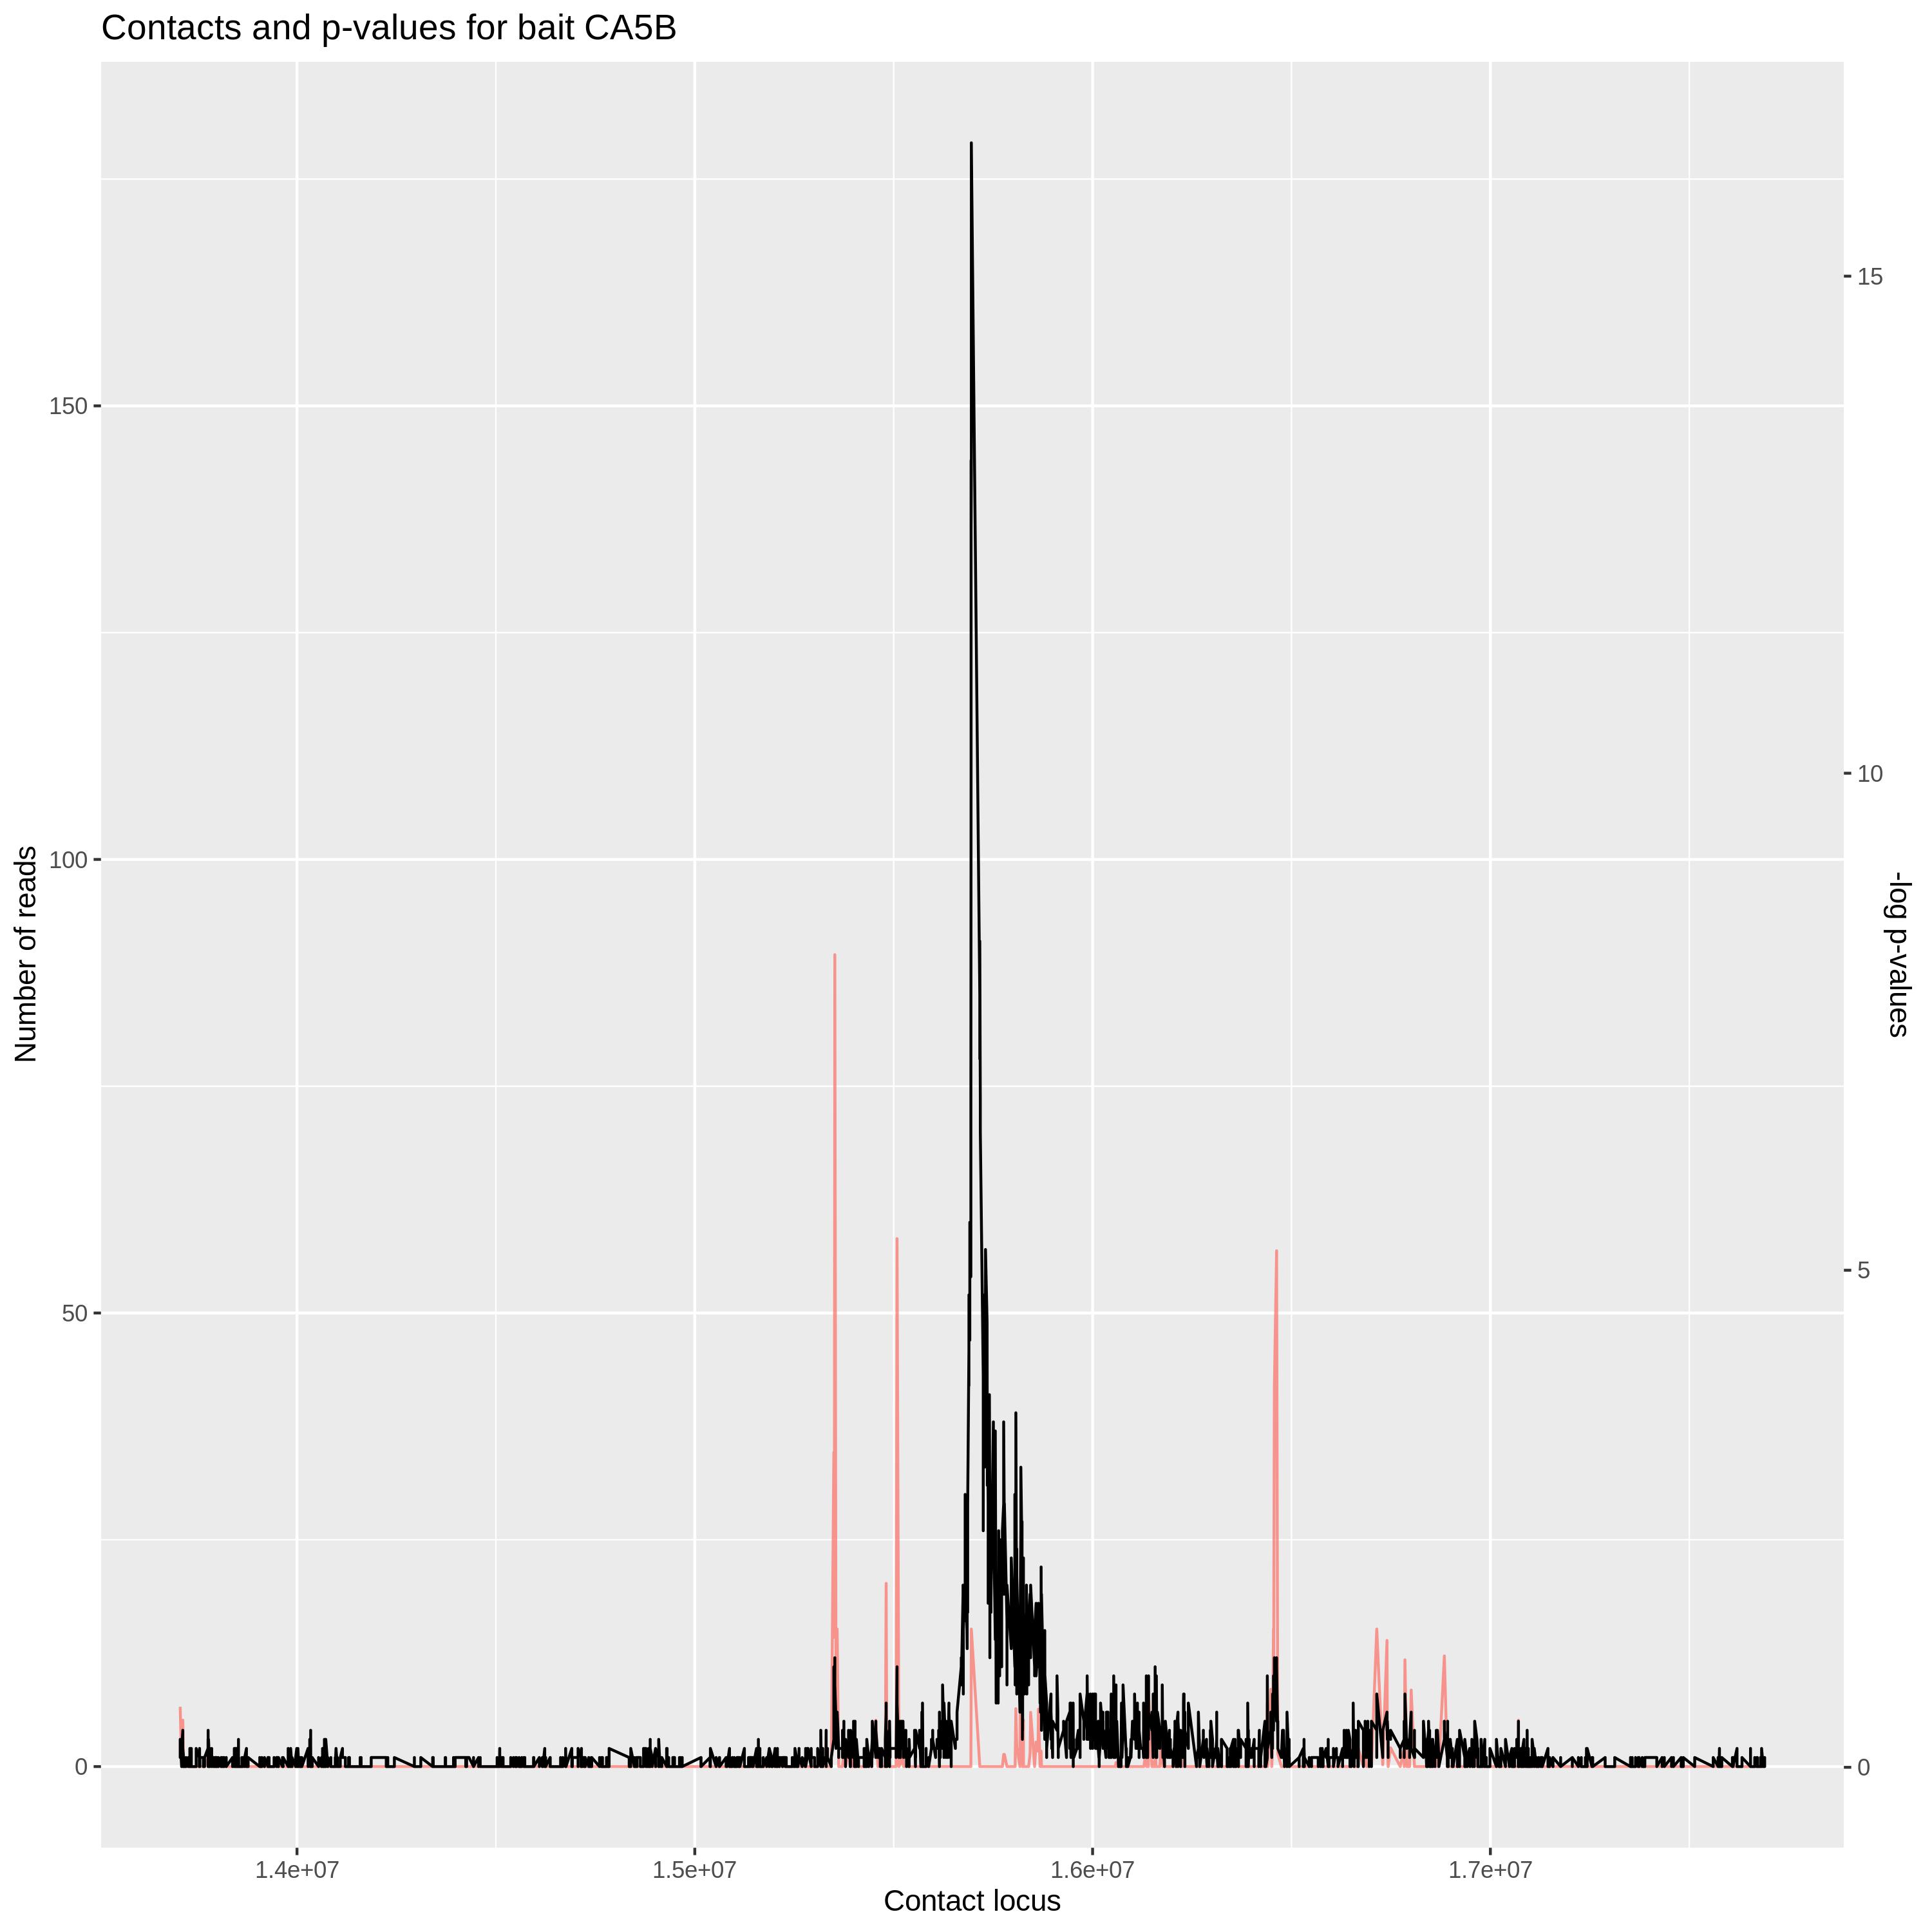 Contacts and p-values for bait CA5B
150
100
50
0
15
10
5
0
Number of reads
-log p-values
1.4e+07
1.5e+07
1.6e+07
1.7e+07
Contact locus